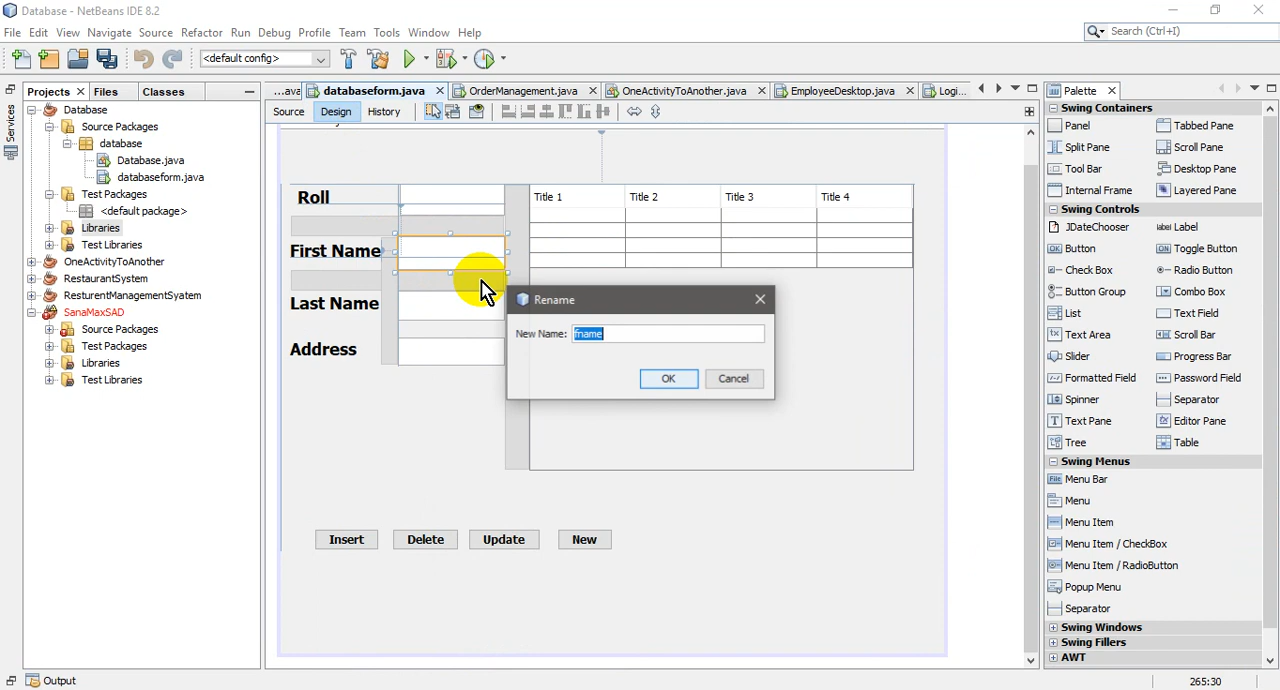 Database - NetBeans IDE 8.2
File Edit View Navigate Source Refactor Run Debug Profile Team Tools Window Help
Search (Ctrl+I)
<default config>
Projects Files Classes
...ava databaseform.java OrderManagement.java OneActivityToAnother.java EmployeeDesktop.java Logi...
Palette
Services
Source Design History
Database
Source Packages
database
Database.java
databaseform.java
Test Packages
<default package>
Libraries
Test Libraries
OneActivityToAnother
RestaurantSystem
ResturentManagementSyatem
SanaMaxSAD
Source Packages
Test Packages
Libraries
Test Libraries
Roll
First Name
Last Name
Address
Title 1 Title 2 Title 3 Title 4
Rename
New Name: fname
OK Cancel
Insert Delete Update New
Swing Containers
Panel Tabbed Pane
Split Pane Scroll Pane
Tool Bar Desktop Pane
Internal Frame Layered Pane
Swing Controls
JDateChooser Label
Button Toggle Button
Check Box Radio Button
Button Group Combo Box
List Text Field
Text Area Scroll Bar
Slider Progress Bar
Formatted Field Password Field
Spinner Separator
Text Pane Editor Pane
Tree Table
Swing Menus
Menu Bar
Menu
Menu Item
Menu Item / CheckBox
Menu Item / RadioButton
Popup Menu
Separator
Swing Windows
Swing Fillers
AWT
Output
265:30